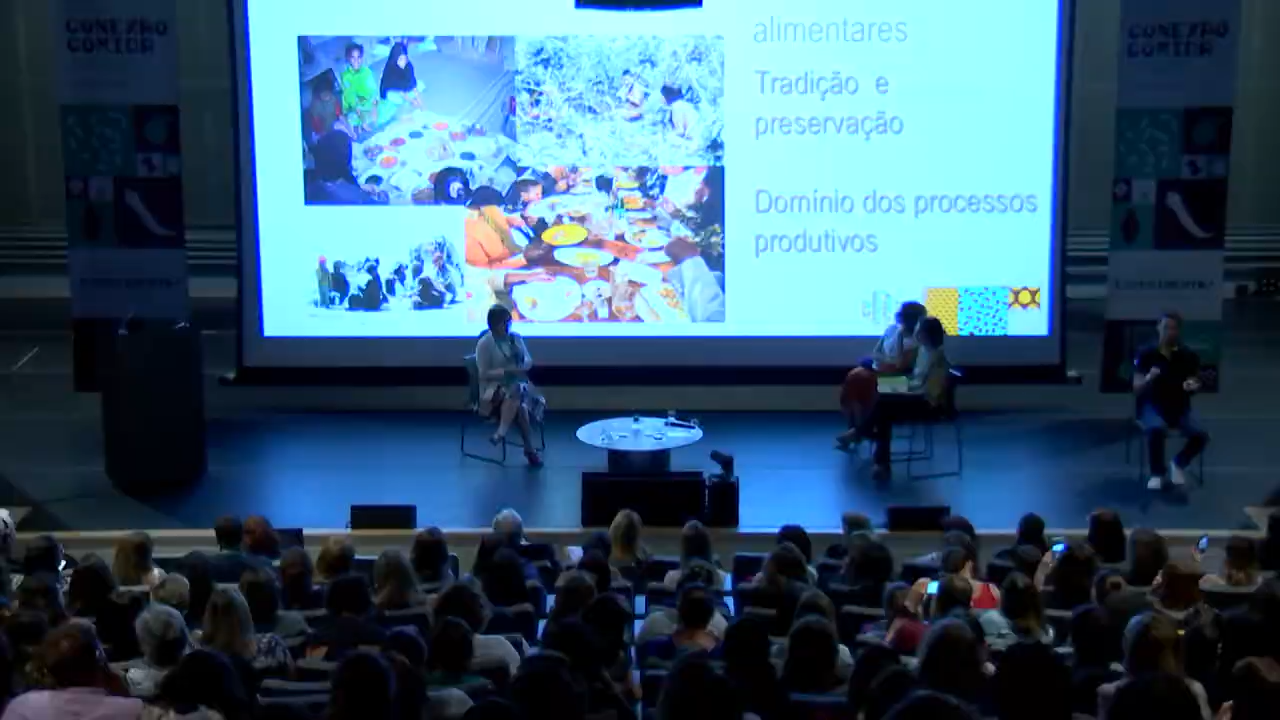 CONEXÃO
COMIDA
alimentares
Tradição e
preservação
Domínio dos processos
produtivos
CONEXÃO
COMIDA